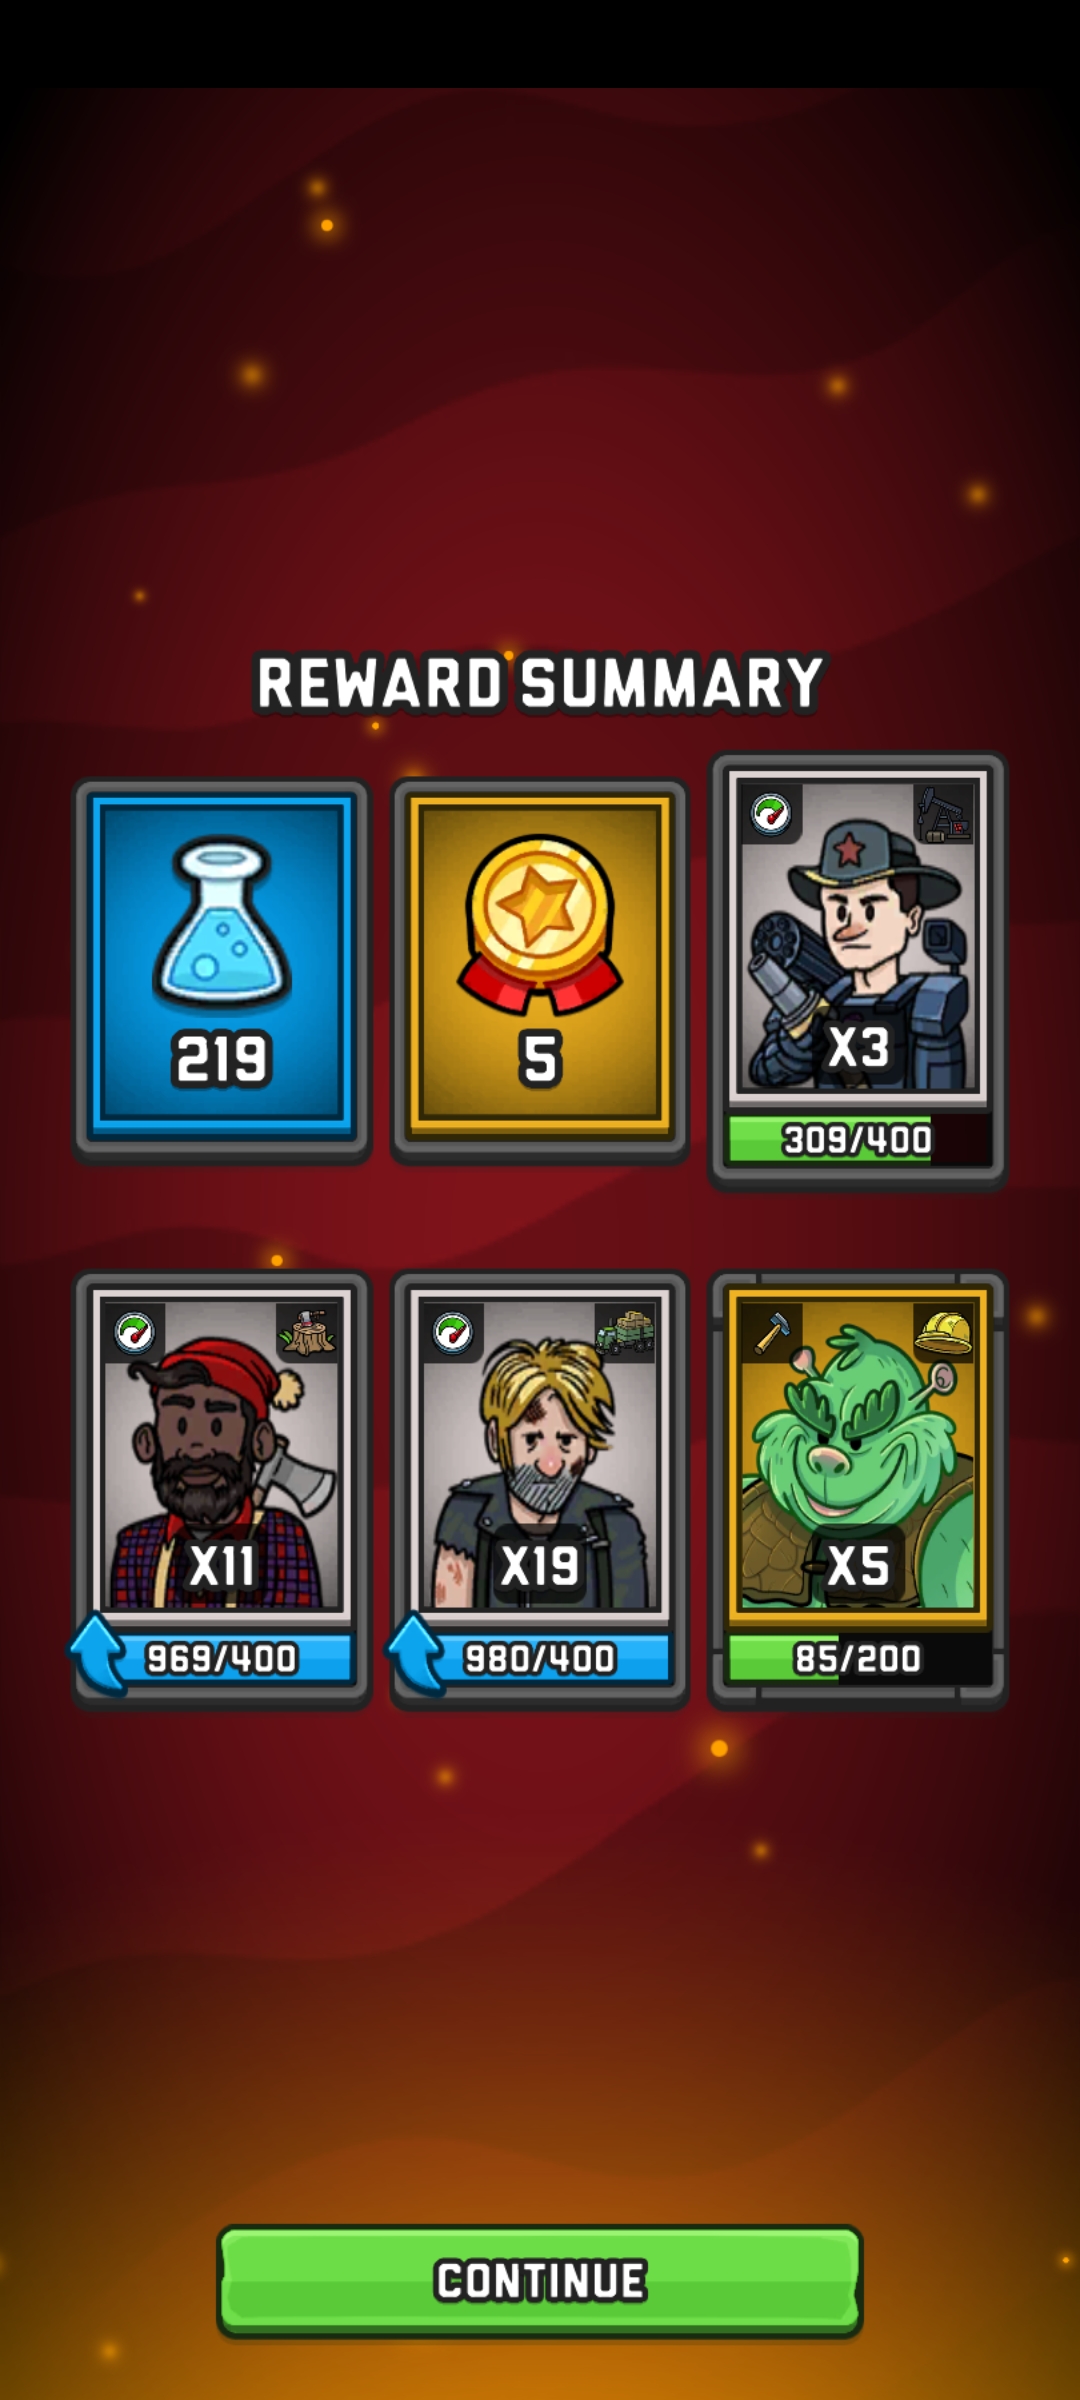 REWARD SUMMARY
219
5
X3
309/400
X11
X19
X5
969/400
980/400
85/200
CONTINUE